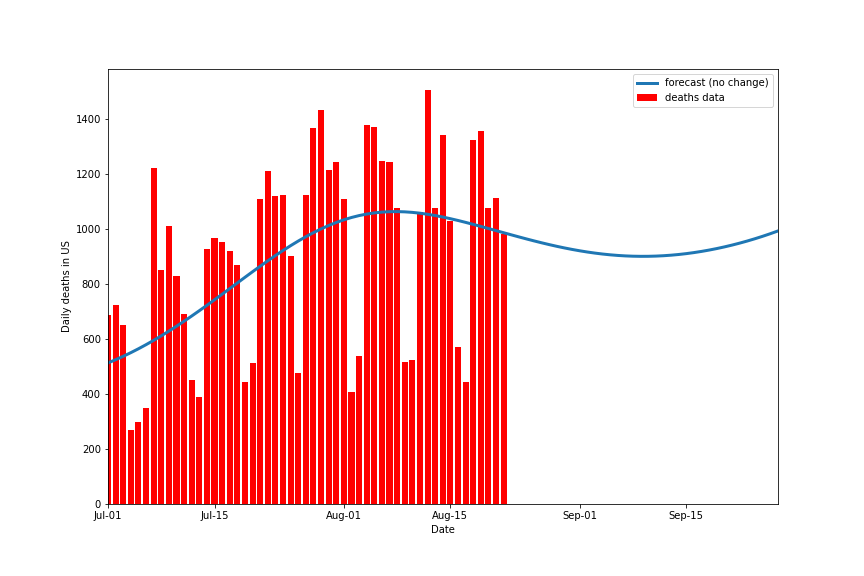 forecast (no change)
deaths data
1400
1200
1000
800
600
400
200
0
Daily deaths in US
Jul-01 Jul-15 Aug-01 Aug-15 Sep-01 Sep-15
Date